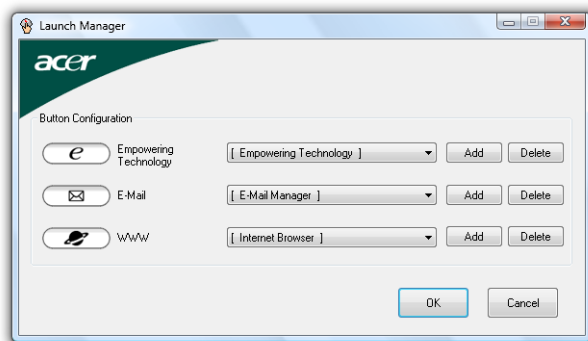 Launch Manager
acer
Button Configuration
e Empowering Technology [ Empowering Technology ] Add Delete
E-Mail [ E-Mail Manager ] Add Delete
WWW [ Internet Browser ] Add Delete
OK Cancel